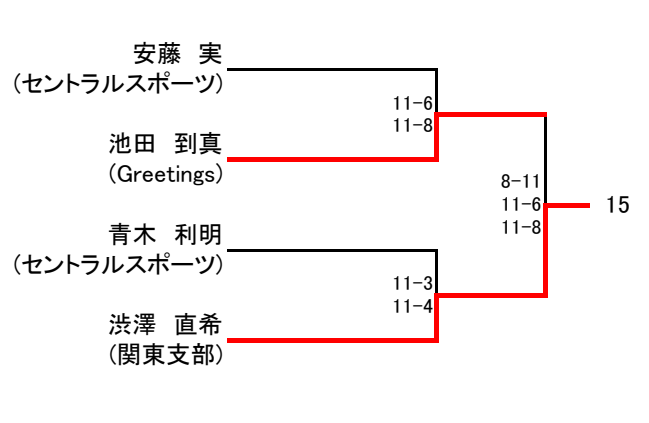 安藤　実
(セントラルスポーツ)
11-6
11-8
池田　到真
(Greetings)
8-11
11-6
11-8
15
青木　利明
(セントラルスポーツ)
11-3
11-4
渋澤　直希
(関東支部)